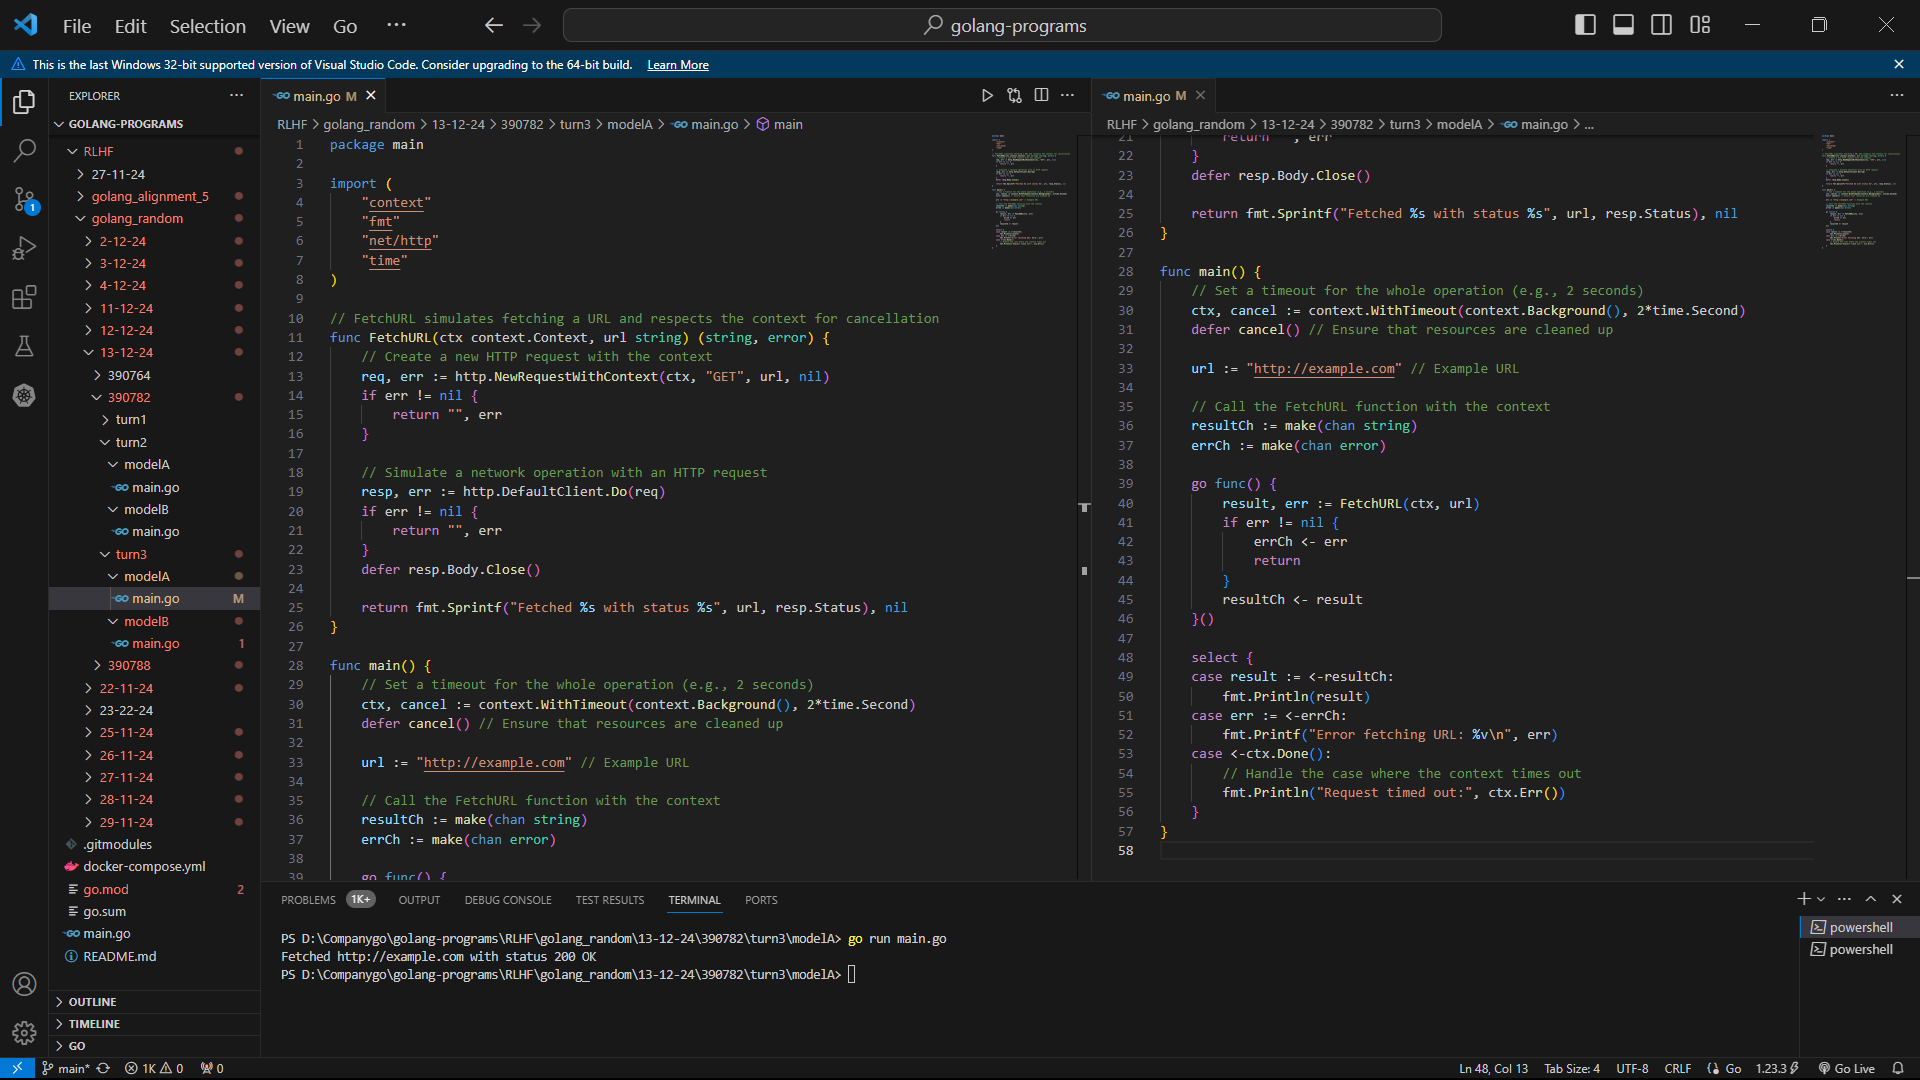 File Edit Selection View Go ··· golang-programs
This is the last Windows 32-bit supported version of Visual Studio Code. Consider upgrading to the 64-bit build. Learn More
EXPLORER
GOLANG-PROGRAMS
RLHF
27-11-24
golang_alignment_5
golang_random
2-12-24
3-12-24
4-12-24
11-12-24
12-12-24
13-12-24
390764
390782
turn1
turn2
modelA
main.go
modelB
main.go
turn3
modelA
main.go M
modelB
main.go 1
390788
22-11-24
23-22-24
25-11-24
26-11-24
27-11-24
28-11-24
29-11-24
.gitmodules
docker-compose.yml
go.mod 2
go.sum
main.go
README.md
OUTLINE
TIMELINE
GO
main.go M
RLHF > golang_random > 13-12-24 > 390782 > turn3 > modelA > main.go > main
1 package main
2
3 import (
4 "context"
5 "fmt"
6 "net/http"
7 "time"
8 )
9
10 // FetchURL simulates fetching a URL and respects the context for cancellation
11 func FetchURL(ctx context.Context, url string) (string, error) {
12 // Create a new HTTP request with the context
13 req, err := http.NewRequestWithContext(ctx, "GET", url, nil)
14 if err != nil {
15 return "", err
16 }
17
18 // Simulate a network operation with an HTTP request
19 resp, err := http.DefaultClient.Do(req)
20 if err != nil {
21 return "", err
22 }
23 defer resp.Body.Close()
24
25 return fmt.Sprintf("Fetched %s with status %s", url, resp.Status), nil
26 }
27
28 func main() {
29 // Set a timeout for the whole operation (e.g., 2 seconds)
30 ctx, cancel := context.WithTimeout(context.Background(), 2*time.Second)
31 defer cancel() // Ensure that resources are cleaned up
32
33 url := "http://example.com" // Example URL
34
35 // Call the FetchURL function with the context
36 resultCh := make(chan string)
37 errCh := make(chan error)
38
39 go func() {
main.go M
RLHF > golang_random > 13-12-24 > 390782 > turn3 > modelA > main.go > ...
21 return "", err
22 }
23 defer resp.Body.Close()
24
25 return fmt.Sprintf("Fetched %s with status %s", url, resp.Status), nil
26 }
27
28 func main() {
29 // Set a timeout for the whole operation (e.g., 2 seconds)
30 ctx, cancel := context.WithTimeout(context.Background(), 2*time.Second)
31 defer cancel() // Ensure that resources are cleaned up
32
33 url := "http://example.com" // Example URL
34
35 // Call the FetchURL function with the context
36 resultCh := make(chan string)
37 errCh := make(chan error)
38
39 go func() {
40 result, err := FetchURL(ctx, url)
41 if err != nil {
42 errCh <- err
43 return
44 }
45 resultCh <- result
46 }()
47
48 select {
49 case result := <-resultCh:
50 fmt.Println(result)
51 case err := <-errCh:
52 fmt.Printf("Error fetching URL: %v\n", err)
53 case <-ctx.Done():
54 // Handle the case where the context times out
55 fmt.Println("Request timed out:", ctx.Err())
56 }
57 }
58
PROBLEMS 1K+ OUTPUT DEBUG CONSOLE TEST RESULTS TERMINAL PORTS
PS D:\Companygo\golang-programs\RLHF\golang_random\13-12-24\390782\turn3\modelA> go run main.go
Fetched http://example.com with status 200 OK
PS D:\Companygo\golang-programs\RLHF\golang_random\13-12-24\390782\turn3\modelA>
powershell
powershell
1
main* 1K 0 0 Ln 48, Col 13 Tab Size: 4 UTF-8 CRLF Go 1.23.3 Go Live